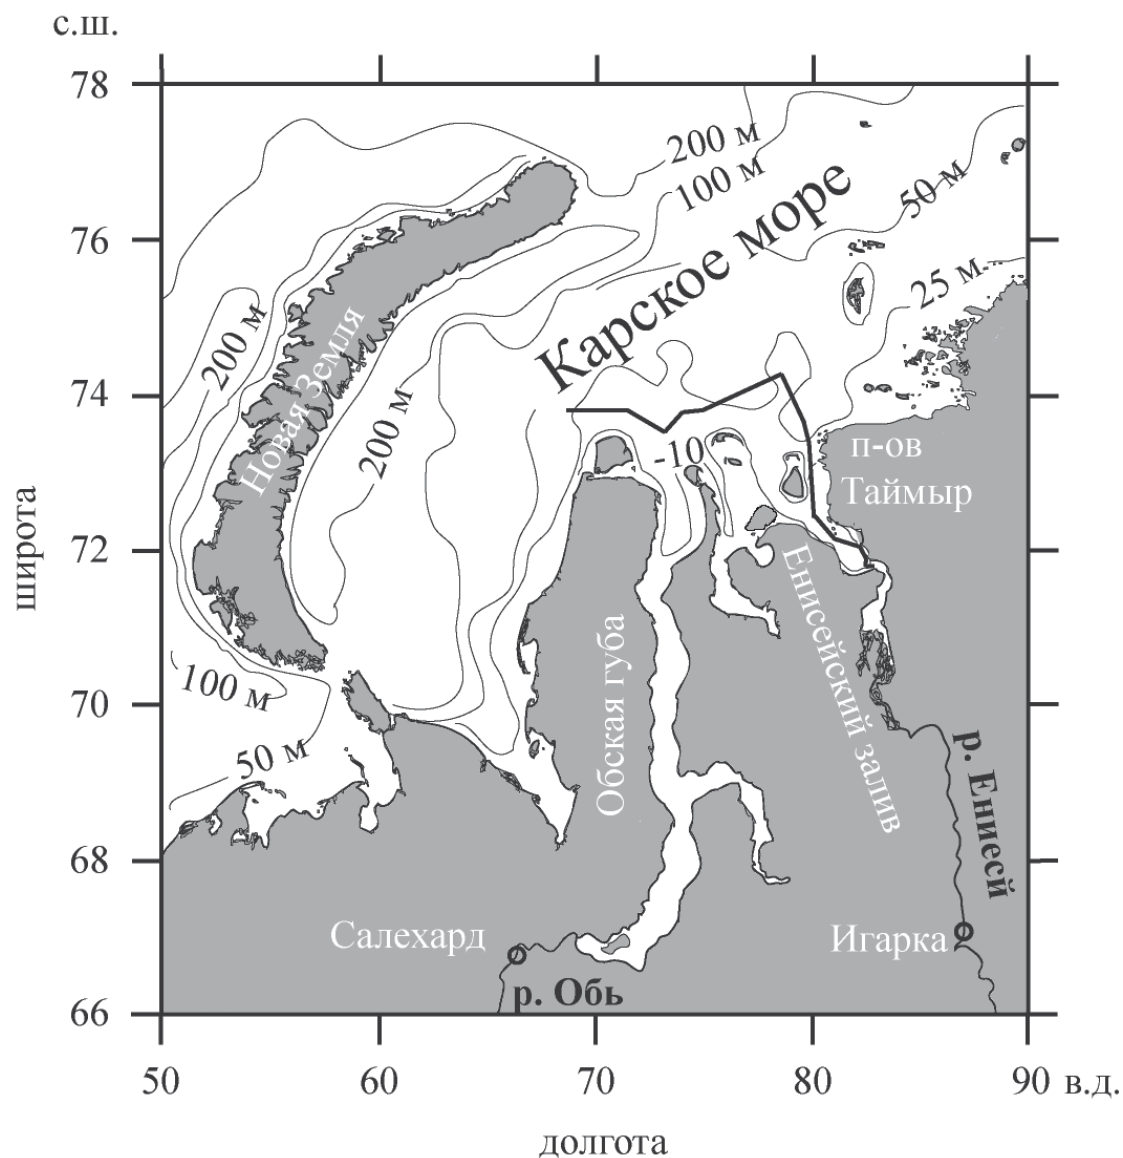 с.ш.
78
76
74
72
70
68
66
широта
200 м
100 м
50 м
25 м
Карское море
200 м
Новая Земля
200 м
-10
п-ов
Таймыр
Енисейский залив
Обская губа
100 м
50 м
р. Ениесй
Салехард
Игарка
р. Обь
50
60
70
80
90 в.д.
долгота